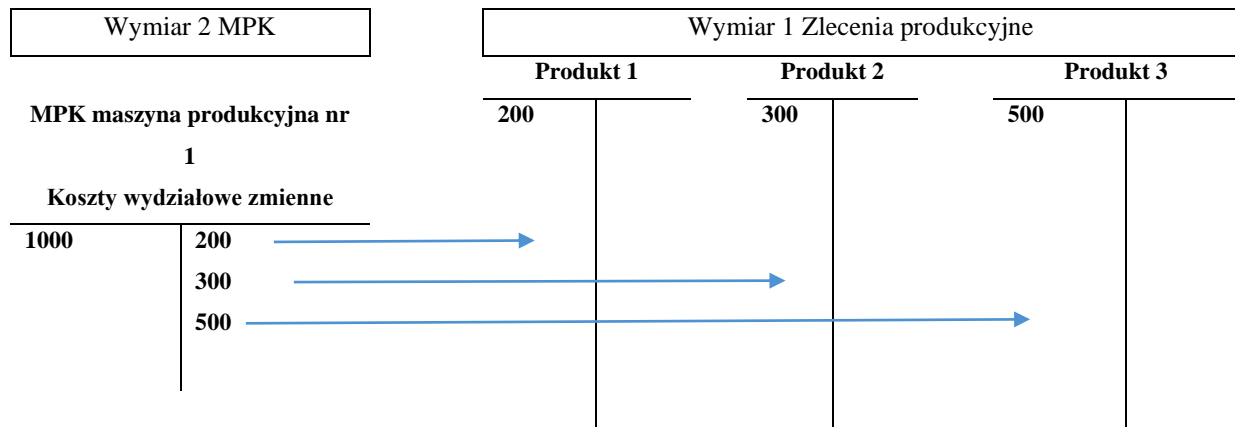 Wymiar 2 MPK
Wymiar 1 Zlecenia produkcyjne
Produkt 1
Produkt 2
Produkt 3
200
300
500
MPK maszyna produkcyjna nr
1
Koszty wydziałowe zmienne
1000
200
300
500